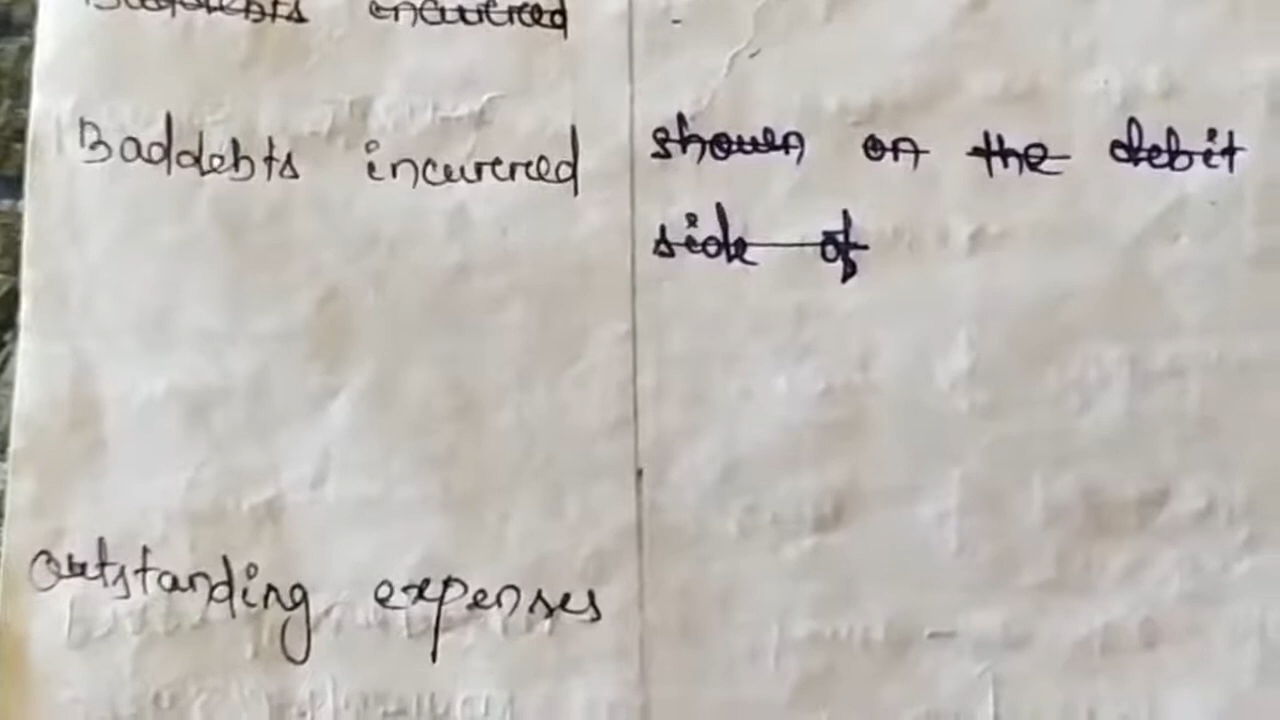 Baddebts incurred
Baddebts incurred
shown on the debit
side of
outstanding expenses